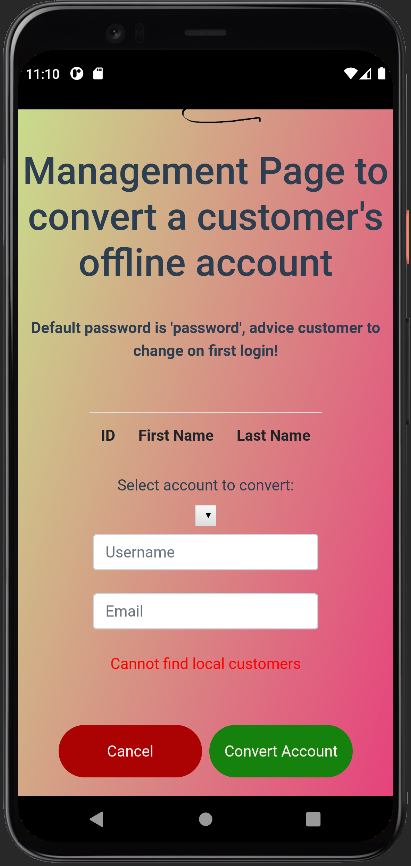 11:10
Management Page to
convert a customer's
offline account
Default password is 'password', advice customer to
change on first login!
ID First Name Last Name
Select account to convert:
Username
Email
Cannot find local customers
Cancel Convert Account